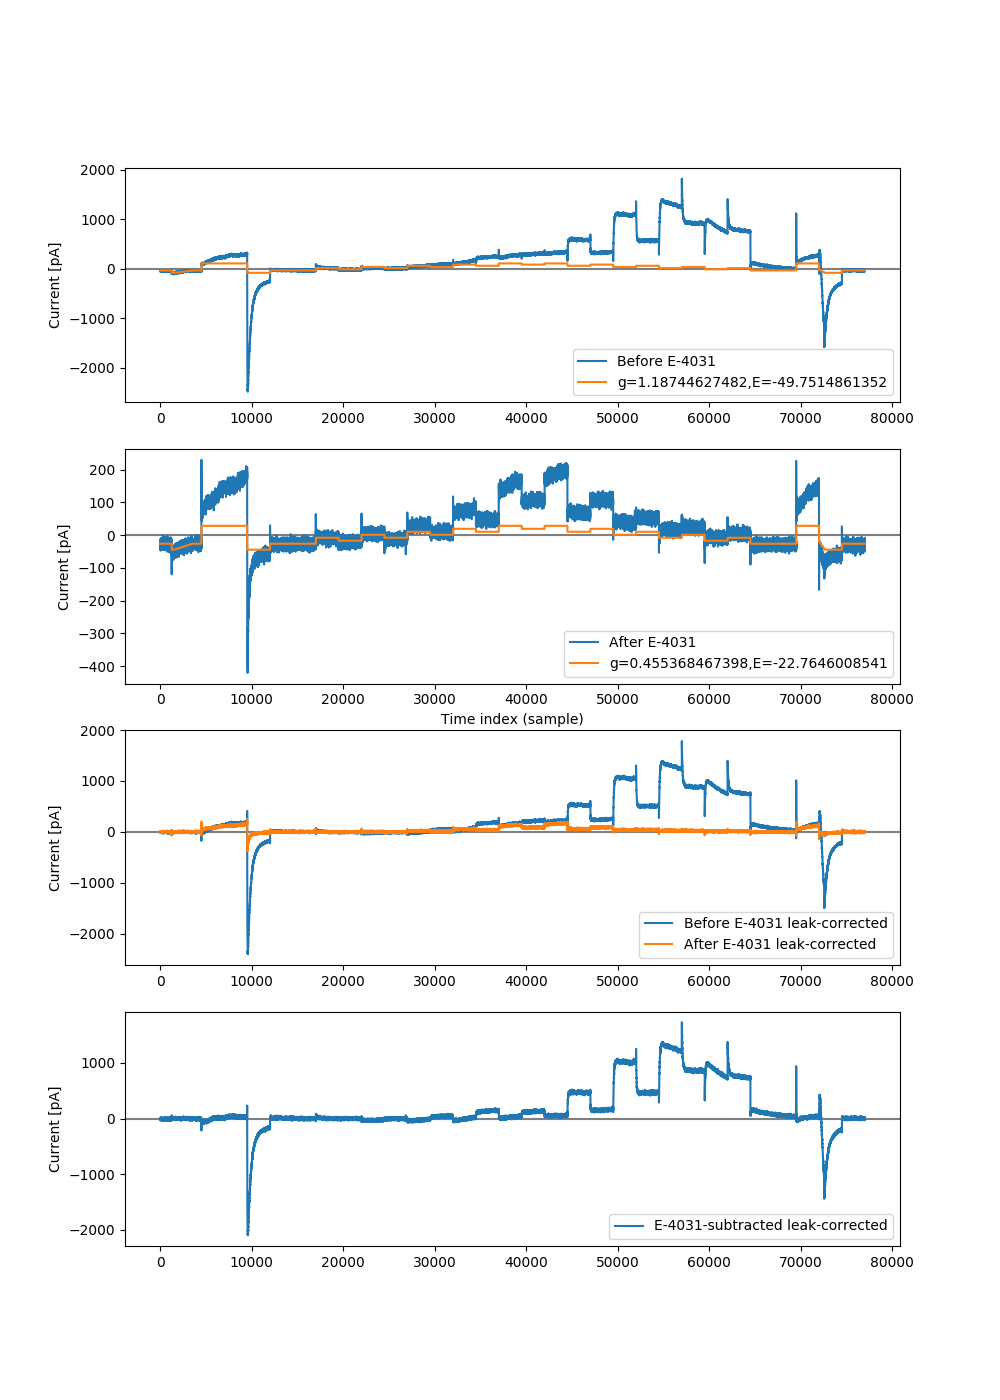 2000
1000
0
−1000
−2000
Current [pA]
Before E-4031
g=1.18744627482,E=-49.7514861352
0 10000 20000 30000 40000 50000 60000 70000 80000
200
100
0
−100
−200
−300
−400
Current [pA]
After E-4031
g=0.455368467398,E=-22.7646008541
0 10000 20000 30000 40000 50000 60000 70000 80000
Time index (sample)
2000
1000
0
−1000
−2000
Current [pA]
Before E-4031 leak-corrected
After E-4031 leak-corrected
0 10000 20000 30000 40000 50000 60000 70000 80000
1000
0
−1000
−2000
Current [pA]
E-4031-subtracted leak-corrected
0 10000 20000 30000 40000 50000 60000 70000 80000